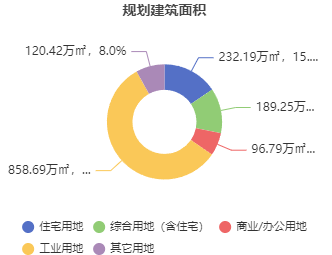 规划建筑面积
120.42万㎡，8.0%
232.19万㎡，15....
189.25万...
96.79万㎡...
858.69万㎡，...
住宅用地 综合用地（含住宅） 商业/办公用地
工业用地 其它用地